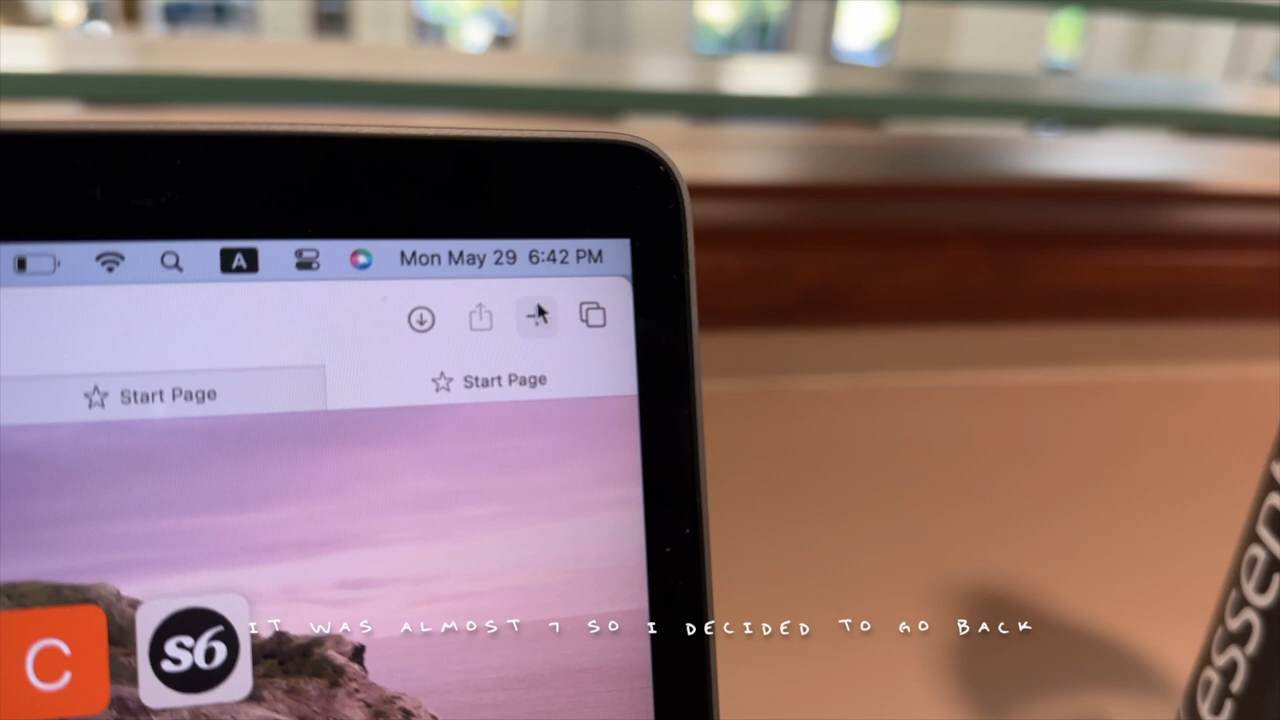 A Mon May 29 6:42 PM
Start Page
Start Page
C
s6
IT WAS ALMOST 7 SO I DECIDED TO GO BACK
essen